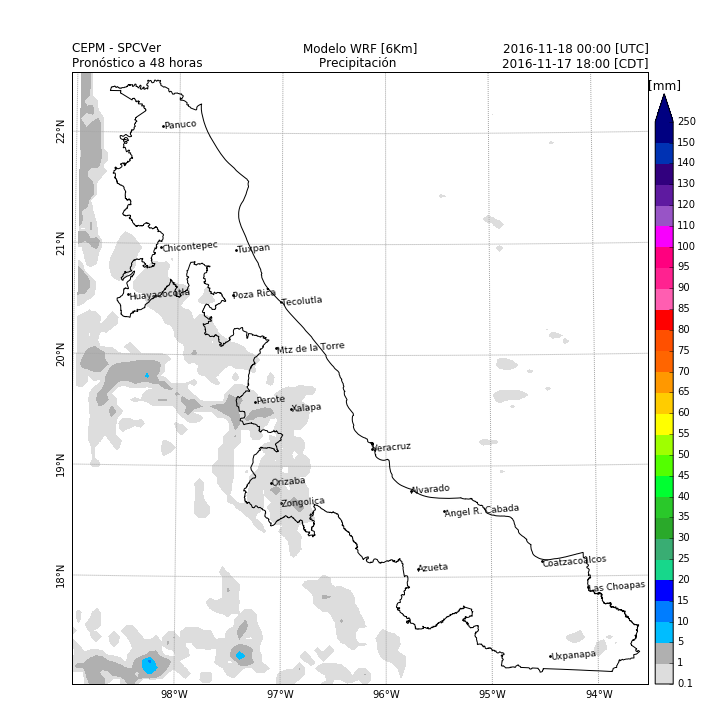 CEPM - SPCVer
Modelo WRF [6Km]
2016-11-18 00:00 [UTC]
Pronóstico a 48 horas
Precipitación
2016-11-17 18:00 [CDT]
[mm]
22°N
21°N
20°N
19°N
18°N
Panuco
Chicontepec
Tuxpan
Huayacocotla
Poza Rica
Tecolutla
Mtz de la Torre
Perote
Xalapa
Veracruz
Orizaba
Alvarado
Zongolica
Angel R. Cabada
Azueta
Coatzacoalcos
Las Choapas
Uxpanapa
98°W
97°W
96°W
95°W
94°W
250
150
140
130
120
110
100
95
90
85
80
75
70
65
60
55
50
45
40
35
30
25
20
15
10
5
1
0.1